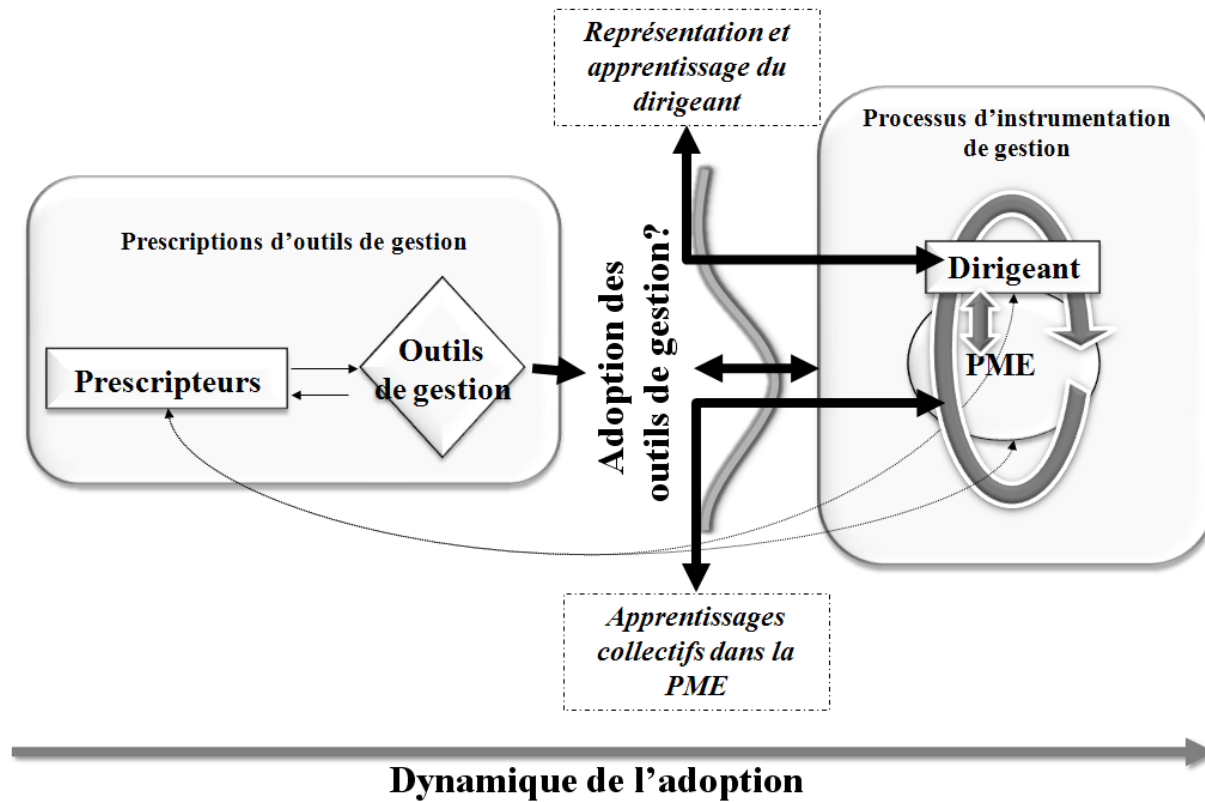 Représentation et
apprentissage du
dirigeant
Processus d’instrumentation
de gestion
Prescriptions d’outils de gestion
Dirigeant
Adoption des
outils de gestion?
Outils
de gestion
Prescripteurs
PME
Apprentissages
collectifs dans la
PME
Dynamique de l’adoption